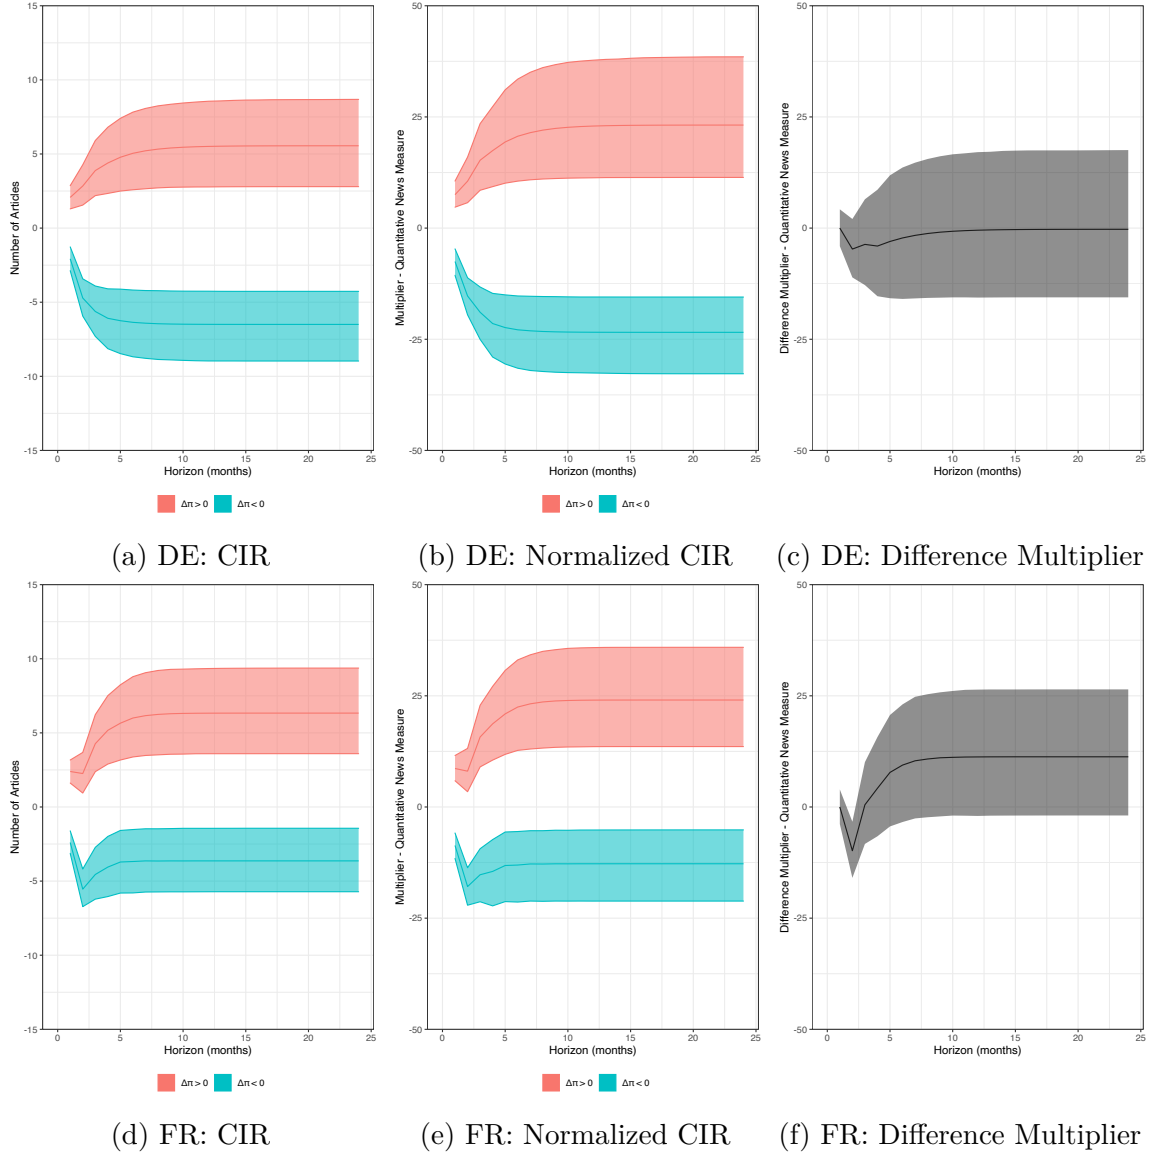 15
10
5
0
-5
-10
-15
Number of Articles
0 5 10 15 20 25
Horizon (months)
Δπ > 0 Δπ < 0
(a) DE: CIR
50
25
0
-25
-50
Multiplier - Quantitative News Measure
0 5 10 15 20 25
Horizon (months)
Δπ > 0 Δπ < 0
(b) DE: Normalized CIR
50
25
0
-25
-50
Difference Multiplier - Quantitative News Measure
0 5 10 15 20 25
Horizon (months)
(c) DE: Difference Multiplier
15
10
5
0
-5
-10
-15
Number of Articles
0 5 10 15 20 25
Horizon (months)
Δπ > 0 Δπ < 0
(d) FR: CIR
50
25
0
-25
-50
Multiplier - Quantitative News Measure
0 5 10 15 20 25
Horizon (months)
Δπ > 0 Δπ < 0
(e) FR: Normalized CIR
50
25
0
-25
-50
Difference Multiplier - Quantitative News Measure
0 5 10 15 20 25
Horizon (months)
(f) FR: Difference Multiplier